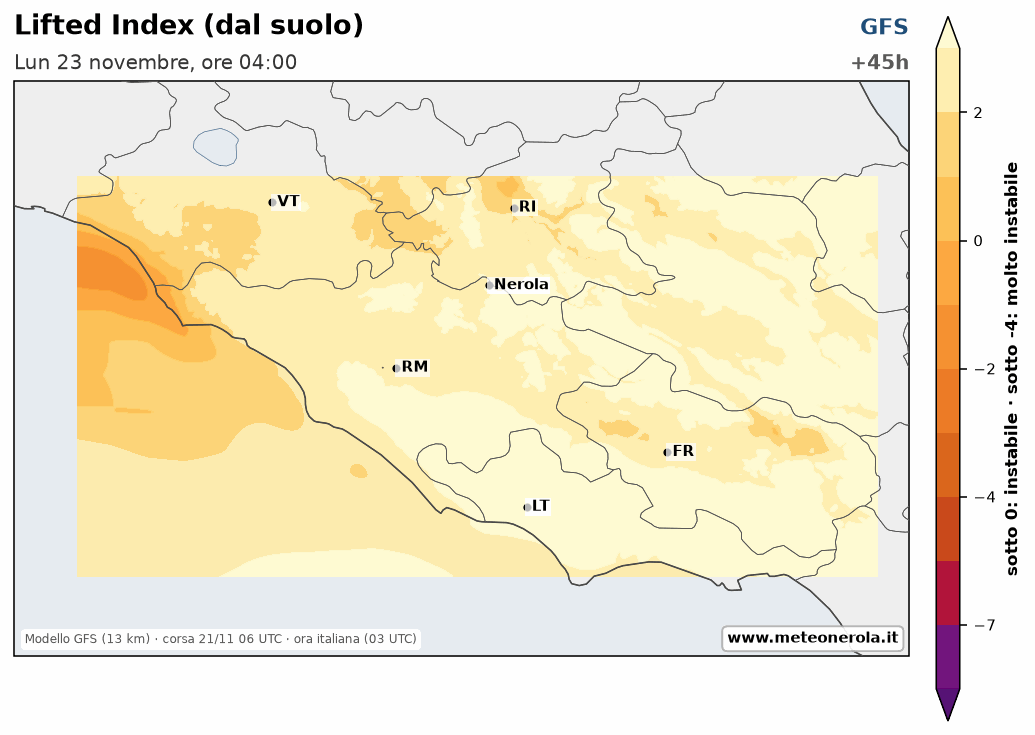 Lifted Index (dal suolo)
GFS
Lun 23 novembre, ore 04:00
+45h
VT
RI
Nerola
RM
FR
LT
2
0
−2
−4
−7
sotto 0: instabile · sotto -4: molto instabile
Modello GFS (13 km) · corsa 21/11 06 UTC · ora italiana (03 UTC)
www.meteonerola.it